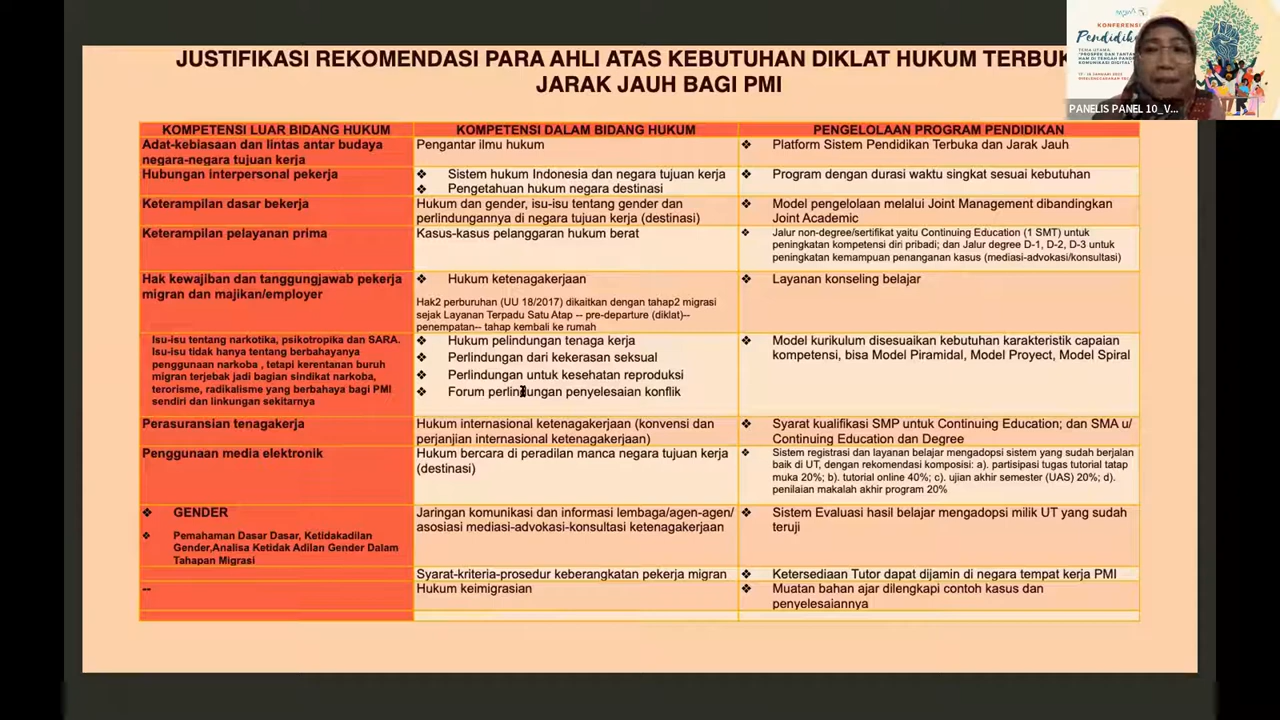 JUSTIFIKASI REKOMENDASI PARA AHLI ATAS KEBUTUHAN DIKLAT HUKUM TERBUK
JARAK JAUH BAGI PMI
KONFERENSI
Pendidika
TEMA UTAMA:
17 - 18 JANUARI 2023
PANELIS PANEL 10_V...
KOMPETENSI LUAR BIDANG HUKUM
KOMPETENSI DALAM BIDANG HUKUM
PENGELOLAAN PROGRAM PENDIDIKAN
Adat-kebiasaan dan lintas antar budaya
negara-negara tujuan kerja
Pengantar ilmu hukum
❖ Platform Sistem Pendidikan Terbuka dan Jarak Jauh
Hubungan interpersonal pekerja
❖ Sistem hukum Indonesia dan negara tujuan kerja
❖ Pengetahuan hukum negara destinasi
❖ Program dengan durasi waktu singkat sesuai kebutuhan
Keterampilan dasar bekerja
Hukum dan gender, isu-isu tentang gender dan
perlindungannya di negara tujuan kerja (destinasi)
❖ Model pengelolaan melalui Joint Management dibandingkan
Joint Academic
Keterampilan pelayanan prima
Kasus-kasus pelanggaran hukum berat
❖ Jalur non-degree/sertifikat yaitu Continuing Education (1 SMT) untuk
peningkatan kompetensi diri pribadi; dan Jalur degree D-1, D-2, D-3 untuk
peningkatan kemampuan penanganan kasus (mediasi-advokasi/konsultasi)
Hak kewajiban dan tanggungjawab pekerja
migran dan majikan/employer
❖ Hukum ketenagakerjaan
Hak2 perburuhan (UU 18/2017) dikaitkan dengan tahap2 migrasi
sejak Layanan Terpadu Satu Atap -- pre-departure (diklat)--
penempatan-- tahap kembali ke rumah
❖ Layanan konseling belajar
Isu-isu tentang narkotika, psikotropika dan SARA.
Isu-isu tidak hanya tentang berbahayanya
penggunaan narkoba , tetapi kerentanan buruh
migran terjebak jadi bagian sindikat narkoba,
terorisme, radikalisme yang berbahaya bagi PMI
sendiri dan linkungan sekitarnya
❖ Hukum pelindungan tenaga kerja
❖ Perlindungan dari kekerasan seksual
❖ Perlindungan untuk kesehatan reproduksi
❖ Forum perlindungan penyelesaian konflik
❖ Model kurikulum disesuaikan kebutuhan karakteristik capaian
kompetensi, bisa Model Piramidal, Model Proyect, Model Spiral
Perasuransian tenagakerja
Hukum internasional ketenagakerjaan (konvensi dan
perjanjian internasional ketenagakerjaan)
❖ Syarat kualifikasi SMP untuk Continuing Education; dan SMA u/
Continuing Education dan Degree
Penggunaan media elektronik
Hukum bercara di peradilan manca negara tujuan kerja
(destinasi)
❖ Sistem registrasi dan layanan belajar mengadopsi sistem yang sudah berjalan
baik di UT, dengan rekomendasi komposisi: a). partisipasi tugas tutorial tatap
muka 20%; b). tutorial online 40%; c). ujian akhir semester (UAS) 20%; d).
penilaian makalah akhir program 20%
❖ GENDER
❖ Pemahaman Dasar Dasar, Ketidakadilan
Gender,Analisa Ketidak Adilan Gender Dalam
Tahapan Migrasi
Jaringan komunikasi dan informasi lembaga/agen-agen/
asosiasi mediasi-advokasi-konsultasi ketenagakerjaan
❖ Sistem Evaluasi hasil belajar mengadopsi milik UT yang sudah
teruji
Syarat-kriteria-prosedur keberangkatan pekerja migran
❖ Ketersediaan Tutor dapat dijamin di negara tempat kerja PMI
--
Hukum keimigrasian
❖ Muatan bahan ajar dilengkapi contoh kasus dan
penyelesaiannya